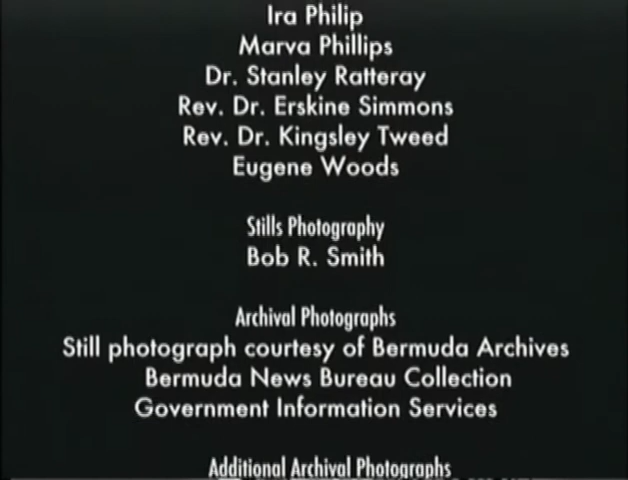 Ira Philip
Marva Phillips
Dr. Stanley Ratteray
Rev. Dr. Erskine Simmons
Rev. Dr. Kingsley Tweed
Eugene Woods
Stills Photography
Bob R. Smith
Archival Photographs
Still photograph courtesy of Bermuda Archives
Bermuda News Bureau Collection
Government Information Services
Additional Archival Photographs